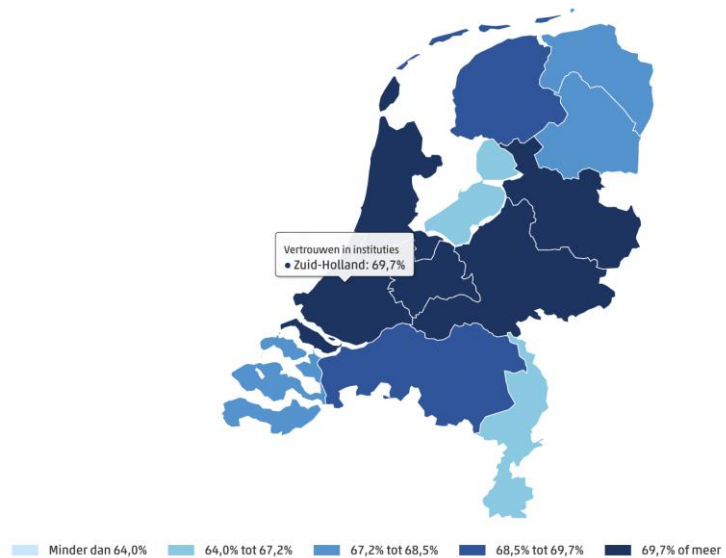 Vertrouwen in instituties
● Zuid-Holland: 69,7%
Minder dan 64,0%
64,0% tot 67,2%
67,2% tot 68,5%
68,5% tot 69,7%
69,7% of meer